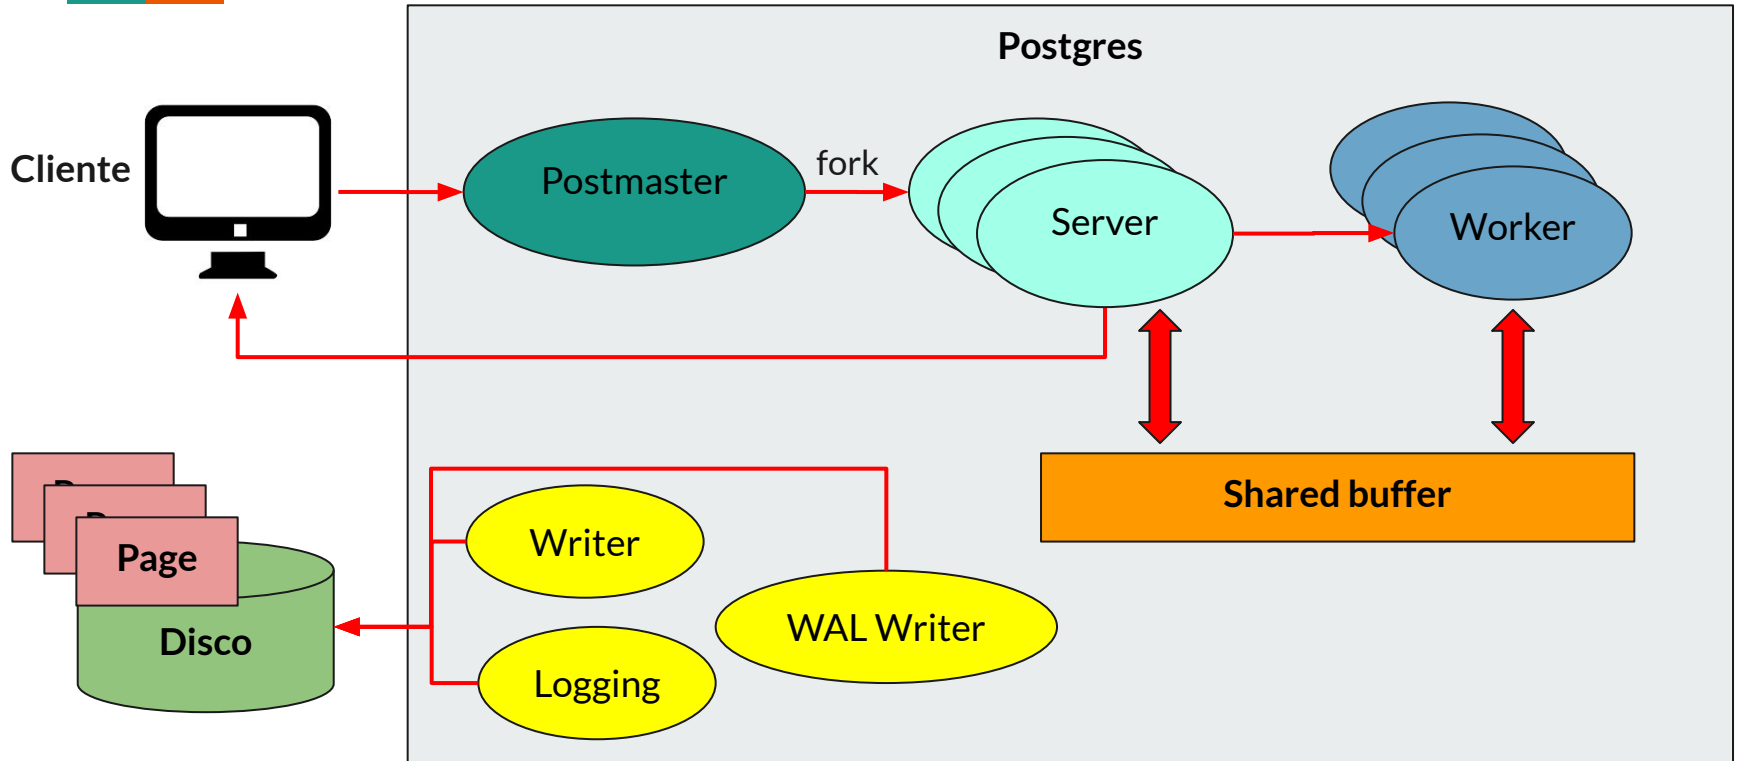 Postgres
Cliente
Postmaster
fork
Server
Worker
Shared buffer
Writer
Page
WAL Writer
Disco
Logging